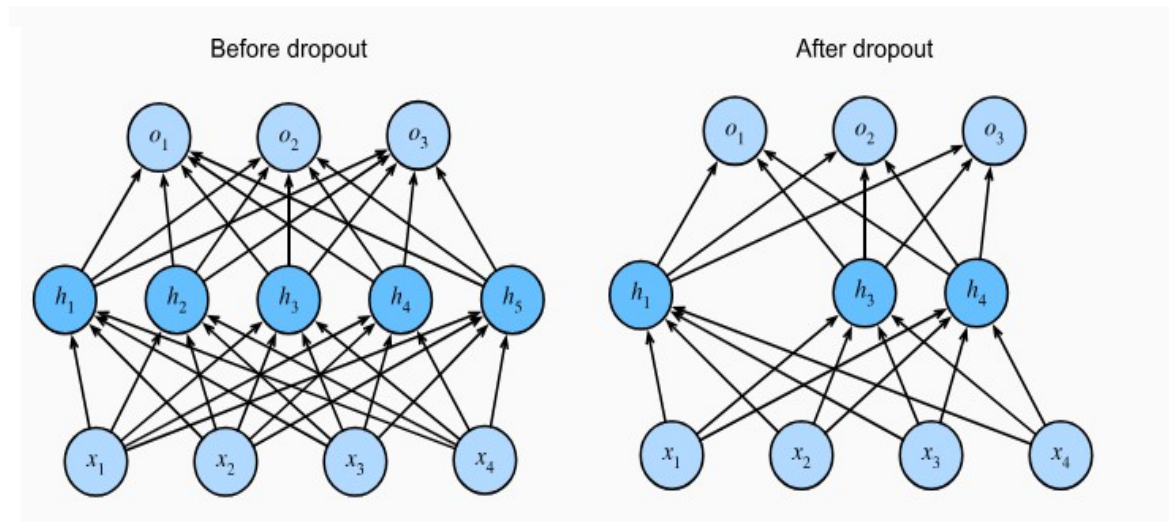 Before dropout After dropout
o1 o2 o3 o1 o2 o3
h1 h2 h3 h4 h5 h1 h3 h4
x1 x2 x3 x4 x1 x2 x3 x4